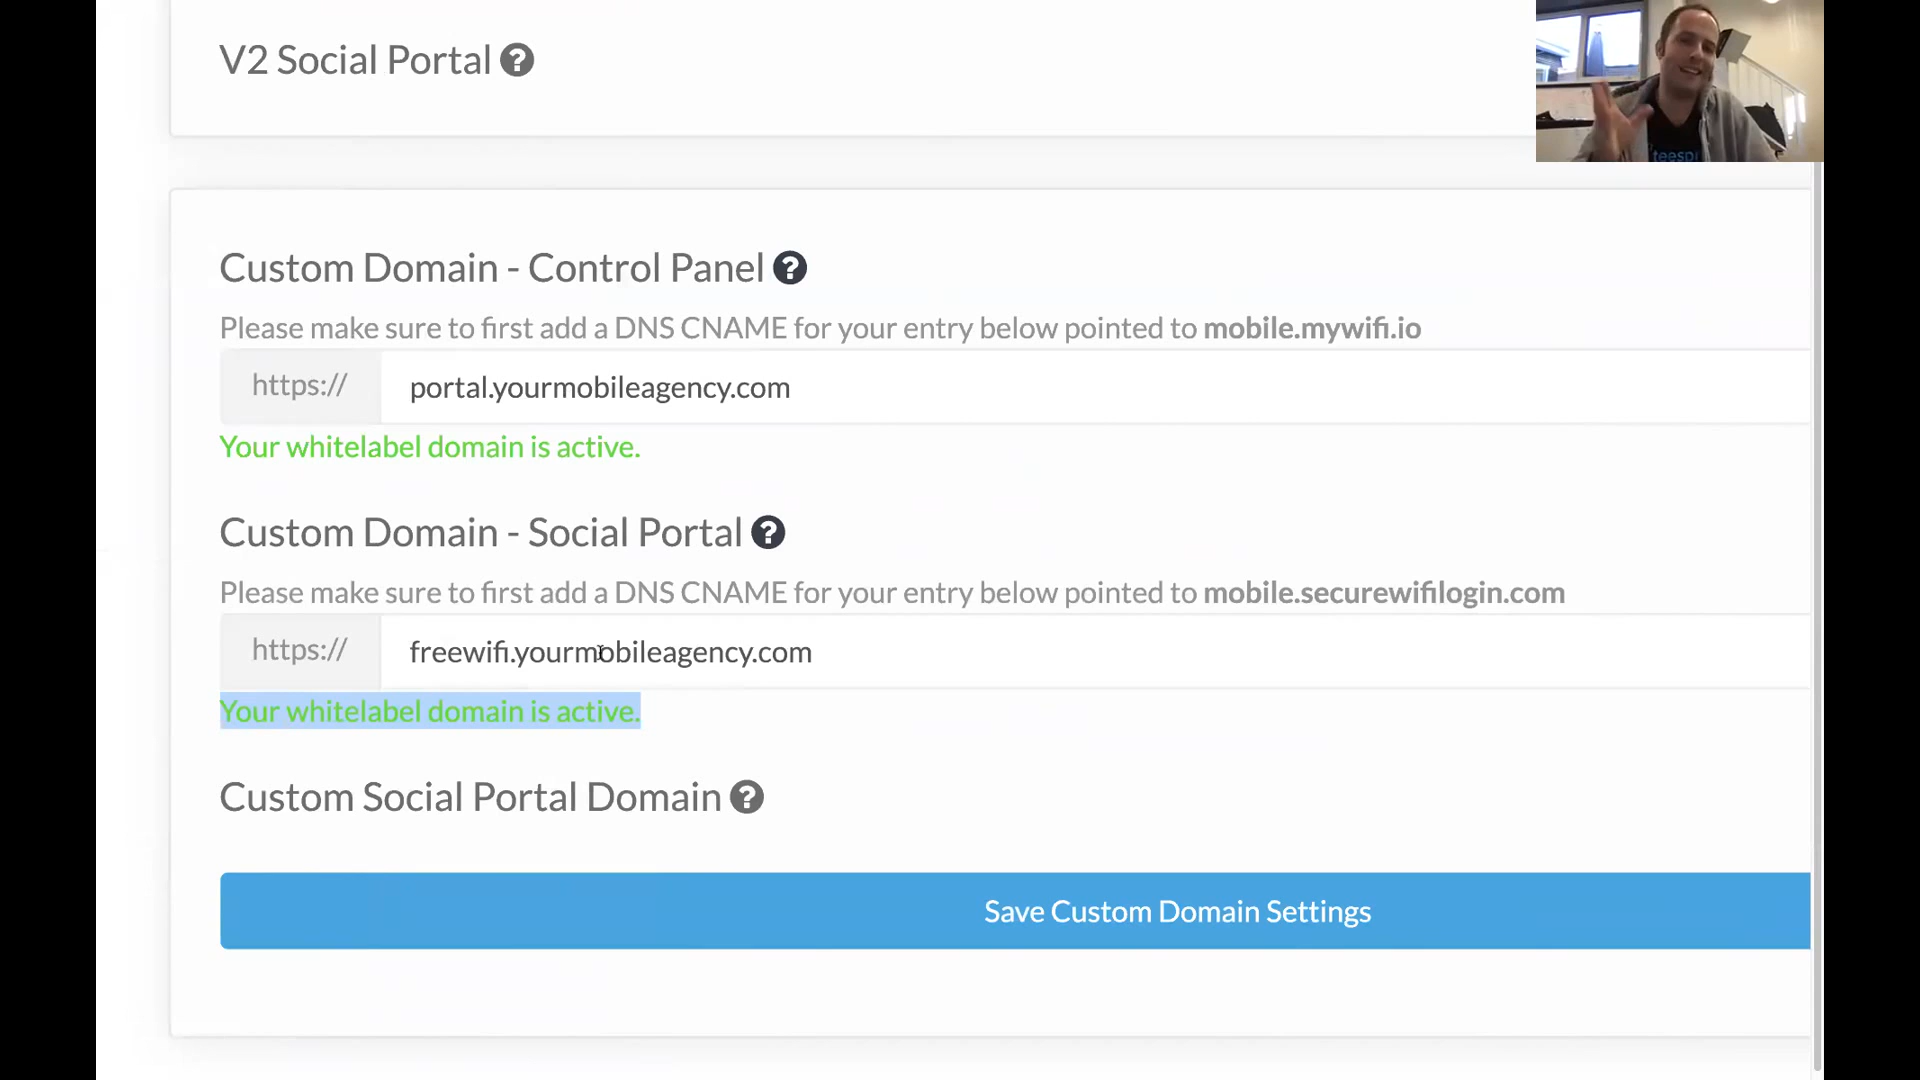 V2 Social Portal ?
Custom Domain - Control Panel ?
Please make sure to first add a DNS CNAME for your entry below pointed to mobile.mywifi.io
https:// portal.yourmobileagency.com
Your whitelabel domain is active.
Custom Domain - Social Portal ?
Please make sure to first add a DNS CNAME for your entry below pointed to mobile.securewifilogin.com
https:// freewifi.yourmobileagency.com
Your whitelabel domain is active.
Custom Social Portal Domain ?
Save Custom Domain Settings